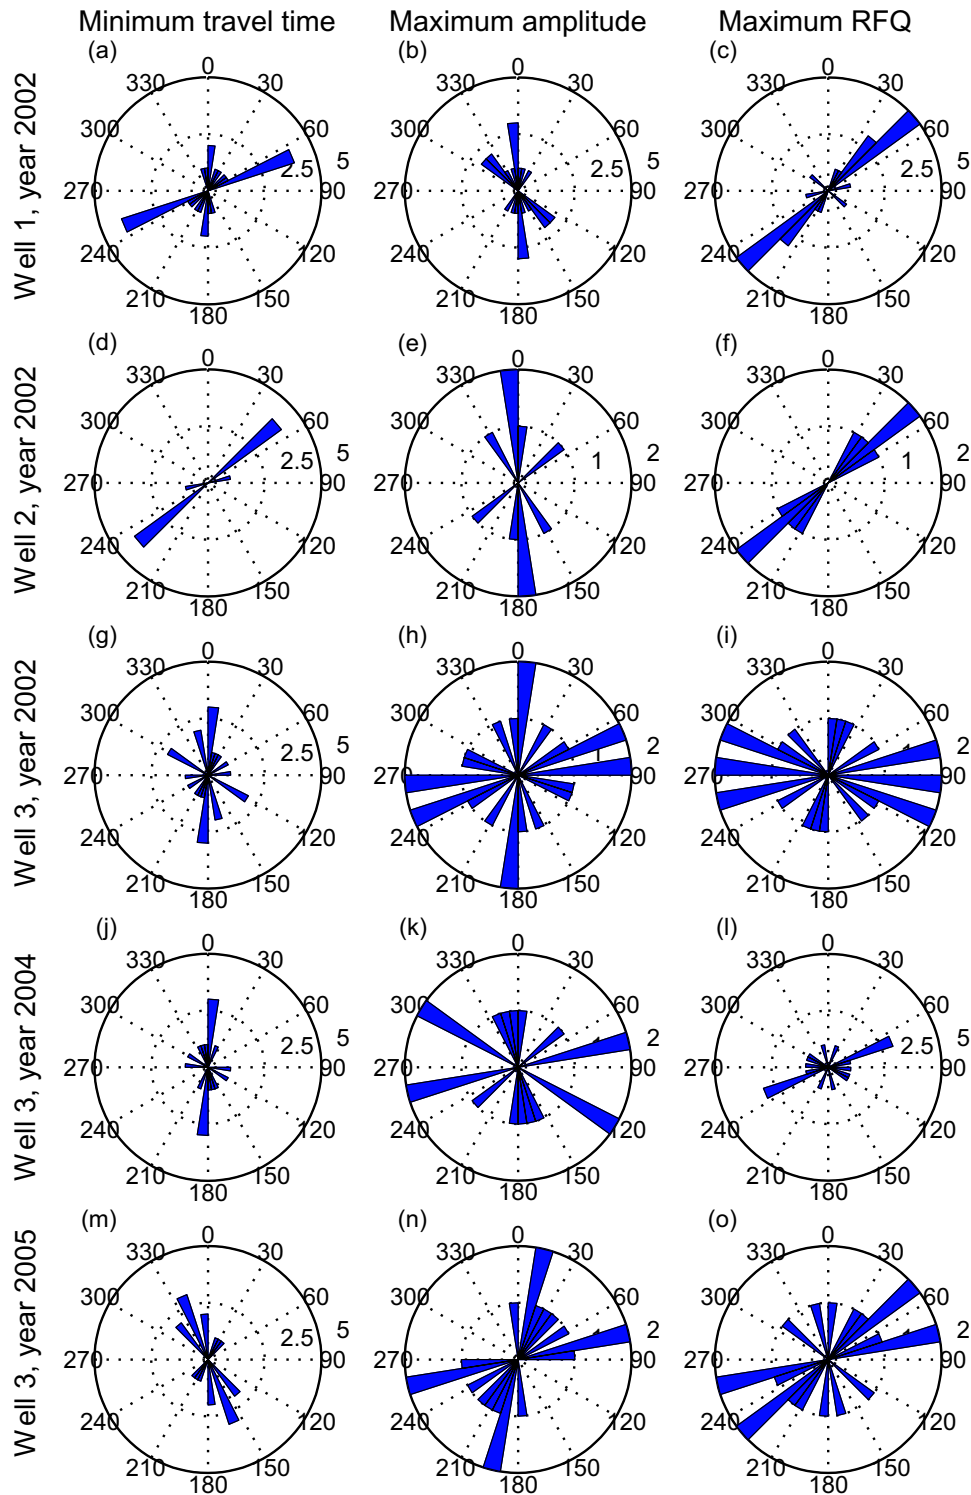 Minimum travel time Maximum amplitude Maximum RFQ
Well 1, year 2002
(a) 0 30 60 90 120 150 180 210 240 270 300 330 2.5 5
(b) 0 30 60 90 120 150 180 210 240 270 300 330 2.5 5
(c) 0 30 60 90 120 150 180 210 240 270 300 330 2.5 5
Well 2, year 2002
(d) 0 30 60 90 120 150 180 210 240 270 300 330 2.5 5
(e) 0 30 60 90 120 150 180 210 240 270 300 330 1 2
(f) 0 30 60 90 120 150 180 210 240 270 300 330 1 2
Well 3, year 2002
(g) 0 30 60 90 120 150 180 210 240 270 300 330 2.5 5
(h) 0 30 60 90 120 150 180 210 240 270 300 330 1 2
(i) 0 30 60 90 120 150 180 210 240 270 300 330 1 2
Well 3, year 2004
(j) 0 30 60 90 120 150 180 210 240 270 300 330 2.5 5
(k) 0 30 60 90 120 150 180 210 240 270 300 330 1 2
(l) 0 30 60 90 120 150 180 210 240 270 300 330 2.5 5
Well 3, year 2005
(m) 0 30 60 90 120 150 180 210 240 270 300 330 2.5 5
(n) 0 30 60 90 120 150 180 210 240 270 300 330 1 2
(o) 0 30 60 90 120 150 180 210 240 270 300 330 1 2